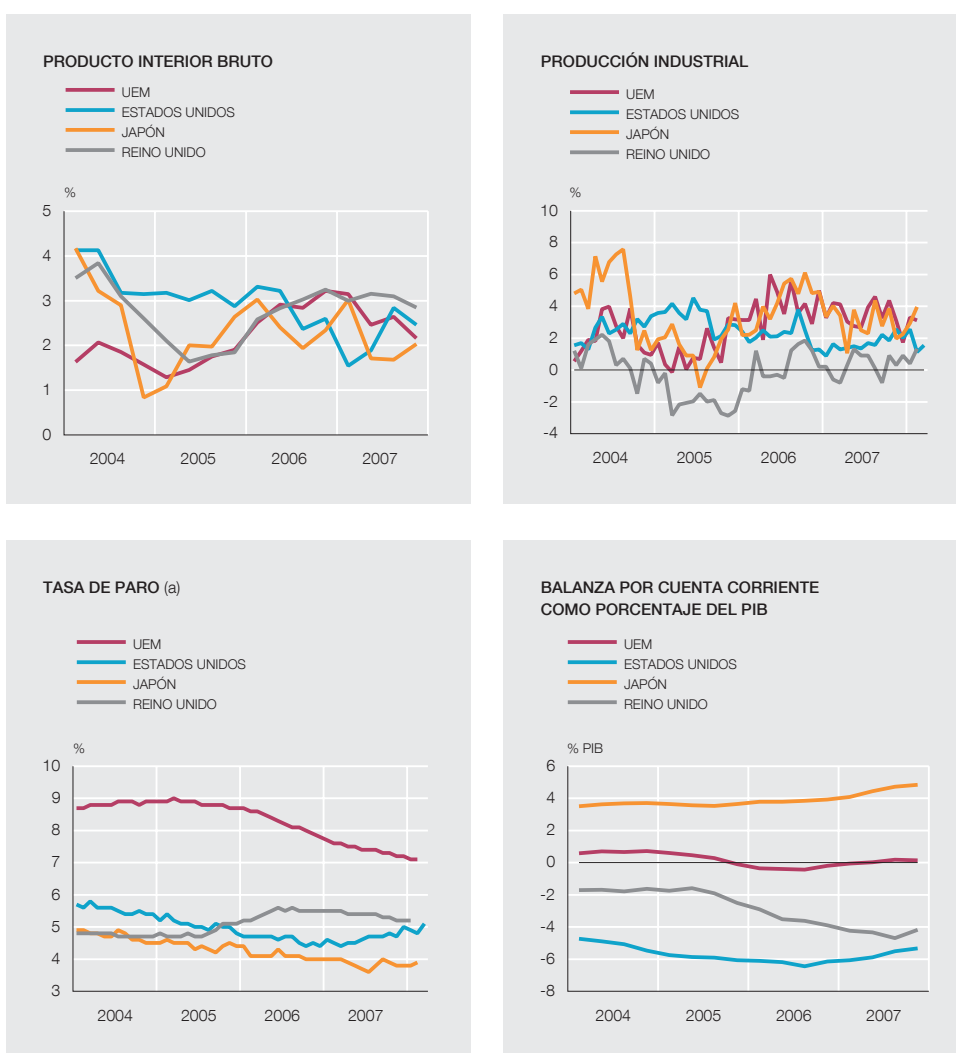 PRODUCTO INTERIOR BRUTO
UEM
ESTADOS UNIDOS
JAPÓN
REINO UNIDO
%
5
4
3
2
1
0
2004 2005 2006 2007
PRODUCCIÓN INDUSTRIAL
UEM
ESTADOS UNIDOS
JAPÓN
REINO UNIDO
%
10
8
6
4
2
0
-2
-4
2004 2005 2006 2007
TASA DE PARO (a)
UEM
ESTADOS UNIDOS
JAPÓN
REINO UNIDO
%
10
9
8
7
6
5
4
3
2004 2005 2006 2007
BALANZA POR CUENTA CORRIENTE
COMO PORCENTAJE DEL PIB
UEM
ESTADOS UNIDOS
JAPÓN
REINO UNIDO
% PIB
6
4
2
0
-2
-4
-6
-8
2004 2005 2006 2007